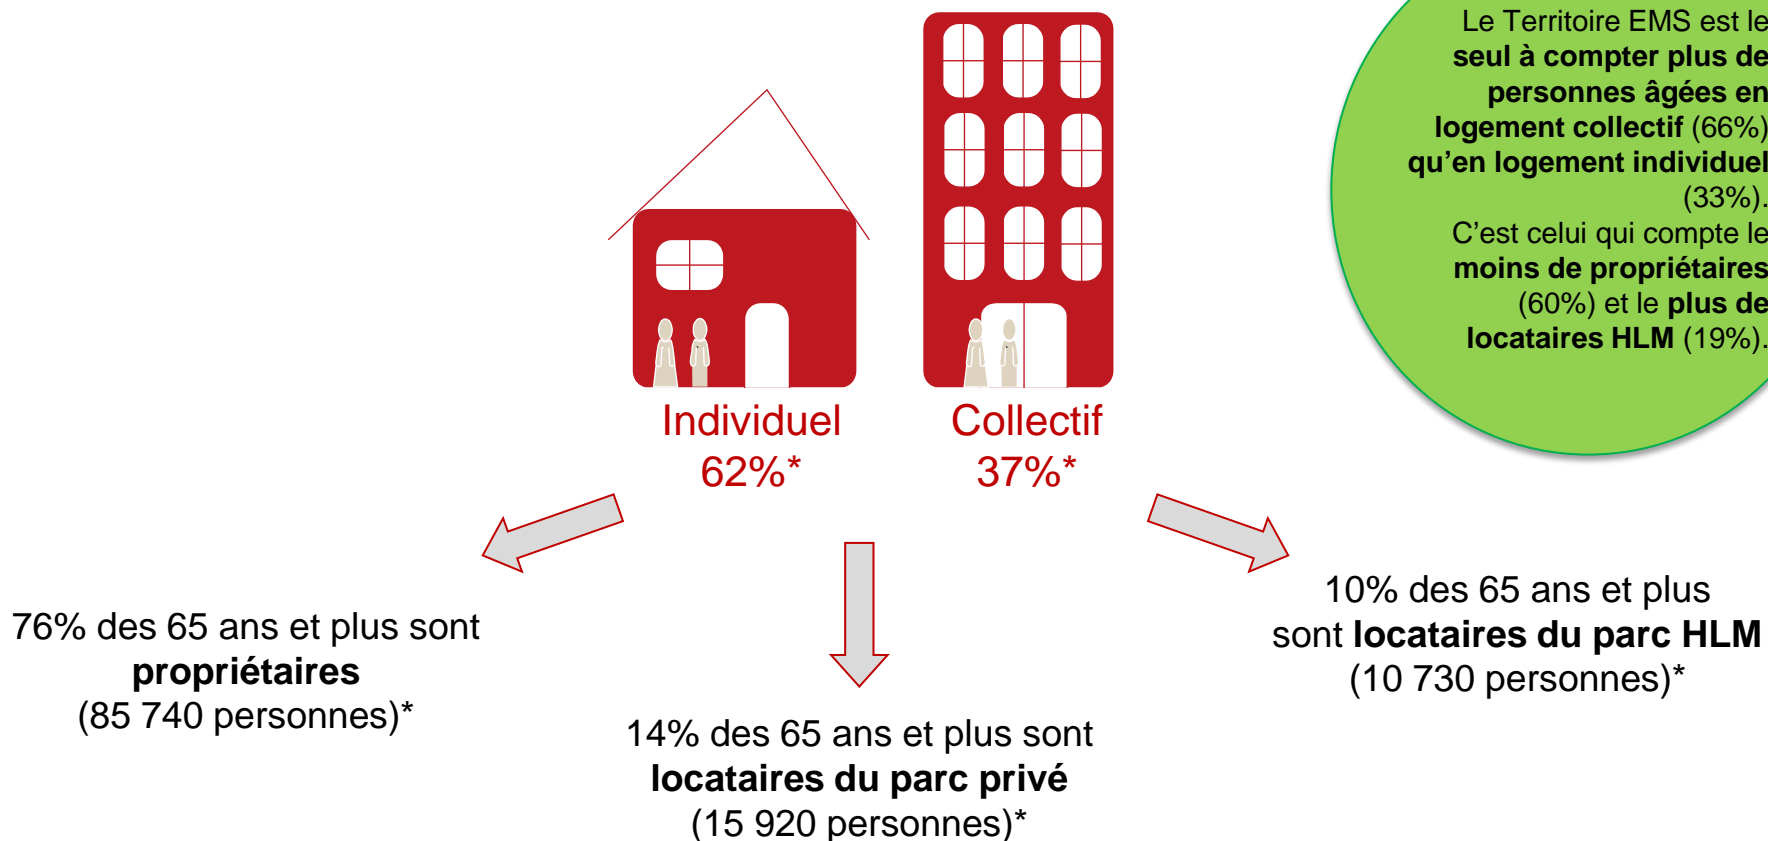 Le Territoire EMS est le
seul à compter plus de
personnes âgées en
logement collectif (66%)
qu’en logement individuel
(33%).
C’est celui qui compte le
moins de propriétaires
(60%) et le plus de
locataires HLM (19%).
Individuel
62%*
Collectif
37%*
76% des 65 ans et plus sont
propriétaires
(85 740 personnes)*
14% des 65 ans et plus sont
locataires du parc privé
(15 920 personnes)*
10% des 65 ans et plus
sont locataires du parc HLM
(10 730 personnes)*